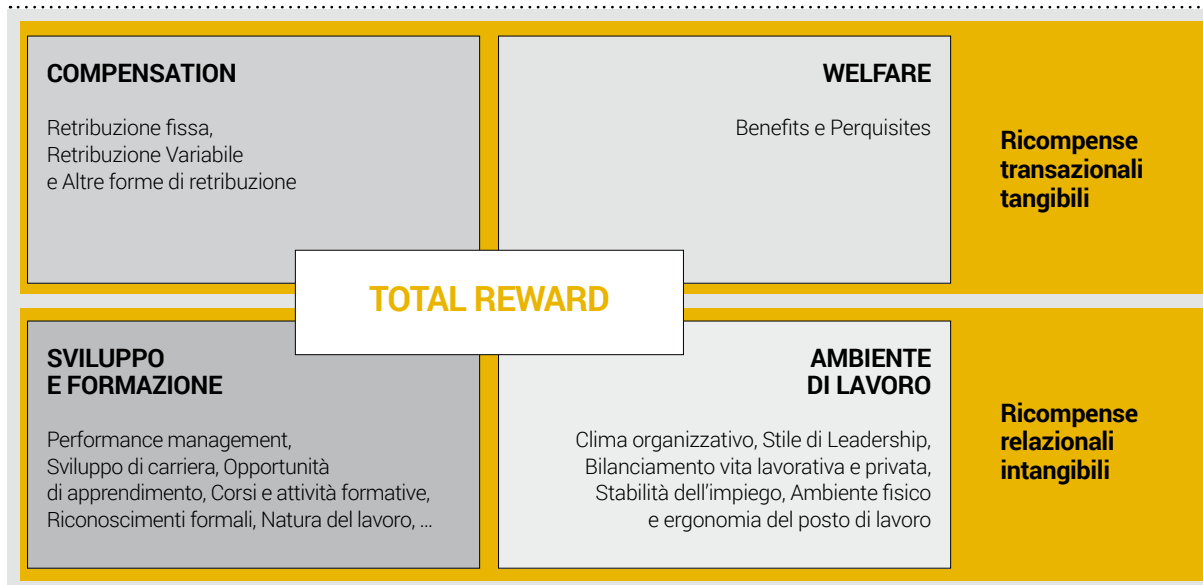 COMPENSATION
Retribuzione fissa,
Retribuzione Variabile
e Altre forme di retribuzione
WELFARE
Benefits e Perquisites
Ricompense
transazionali
tangibili
TOTAL REWARD
SVILUPPO
E FORMAZIONE
Performance management,
Sviluppo di carriera, Opportunità
di apprendimento, Corsi e attività formative,
Riconoscimenti formali, Natura del lavoro, ...
AMBIENTE
DI LAVORO
Clima organizzativo, Stile di Leadership,
Bilanciamento vita lavorativa e privata,
Stabilità dell'impiego, Ambiente fisico
e ergonomia del posto di lavoro
Ricompense
relazionali
intangibili